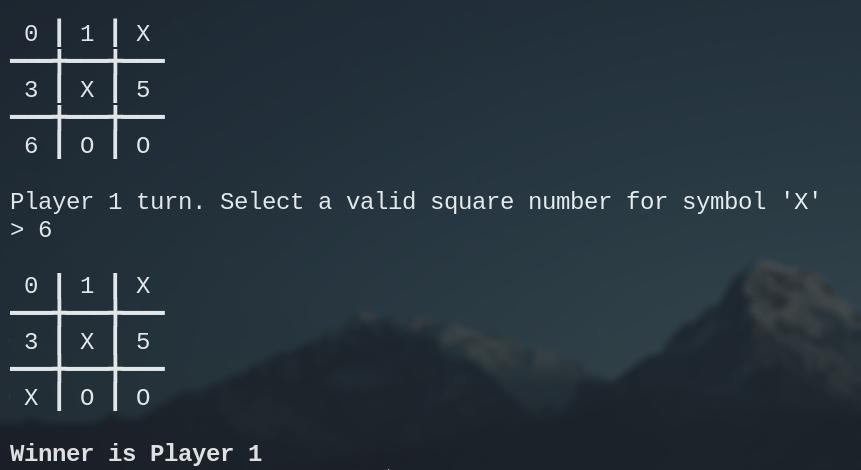 0 | 1 | X
3 | X | 5
6 | O | O
Player 1 turn. Select a valid square number for symbol 'X'
> 6
0 | 1 | X
3 | X | 5
X | O | O
Winner is Player 1